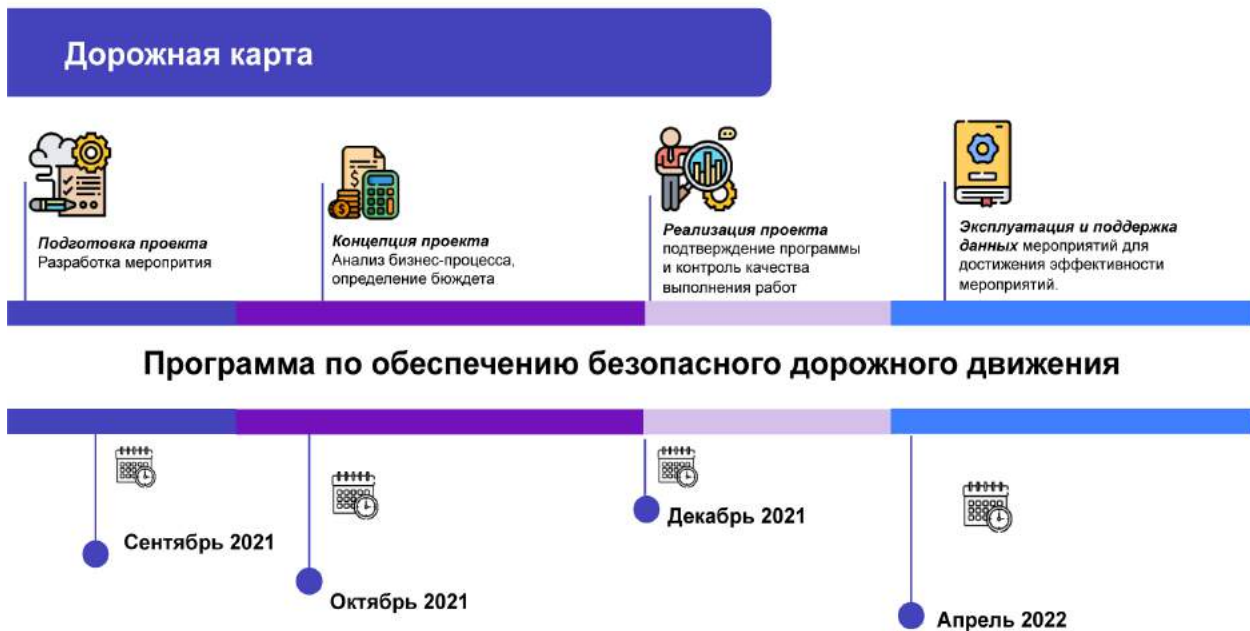 Дорожная карта
Подготовка проекта
Разработка меропрития
Концепция проекта
Анализ бизнес-процесса,
определение бюждета
Реализация проекта
подтверждение программы
и контроль качества
выполнения работ
Эксплуатация и поддержка
данных мероприятий для
достижения эффективности
мероприятий.
Программа по обеспечению безопасного дорожного движения
Сентябрь 2021
Октябрь 2021
Декабрь 2021
Апрель 2022